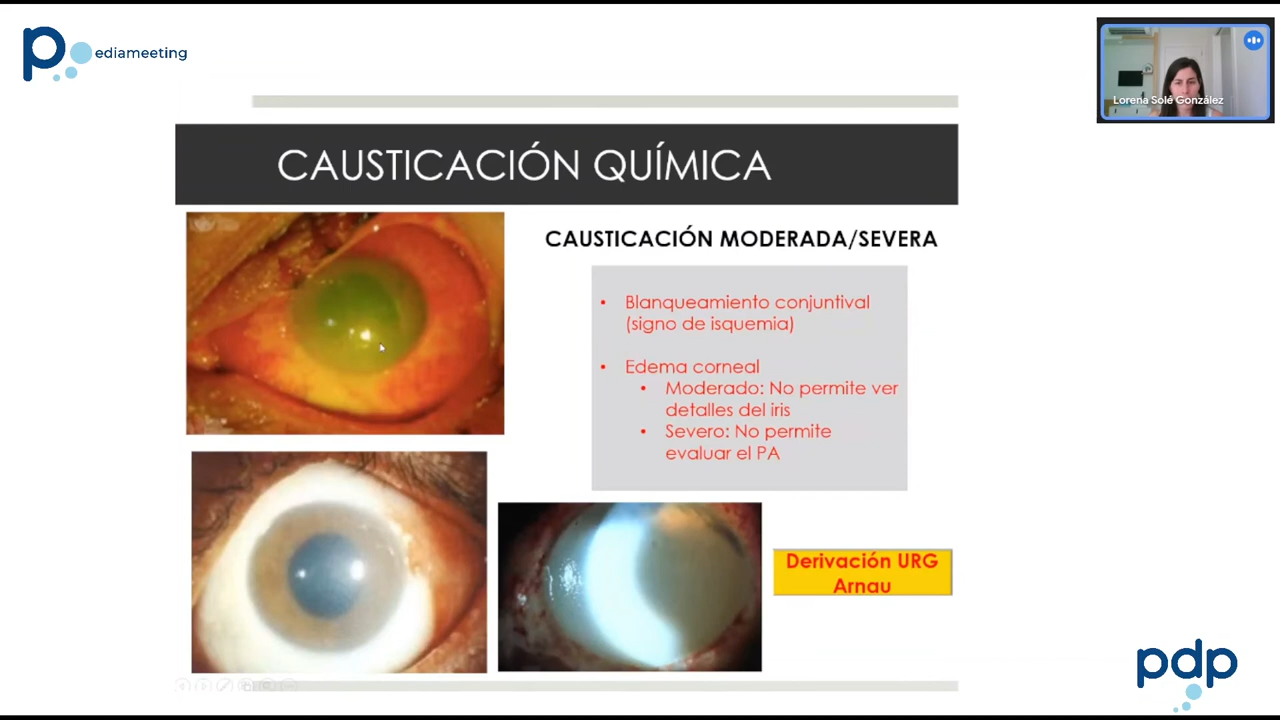 pediameeting
Lorena Solé González
CAUSTICACIÓN QUÍMICA
CAUSTICACIÓN MODERADA/SEVERA
• Blanqueamiento conjuntival
(signo de isquemia)
• Edema corneal
• Moderado: No permite ver
detalles del iris
• Severo: No permite
evaluar el PA
Derivación URG
Arnau
pdp